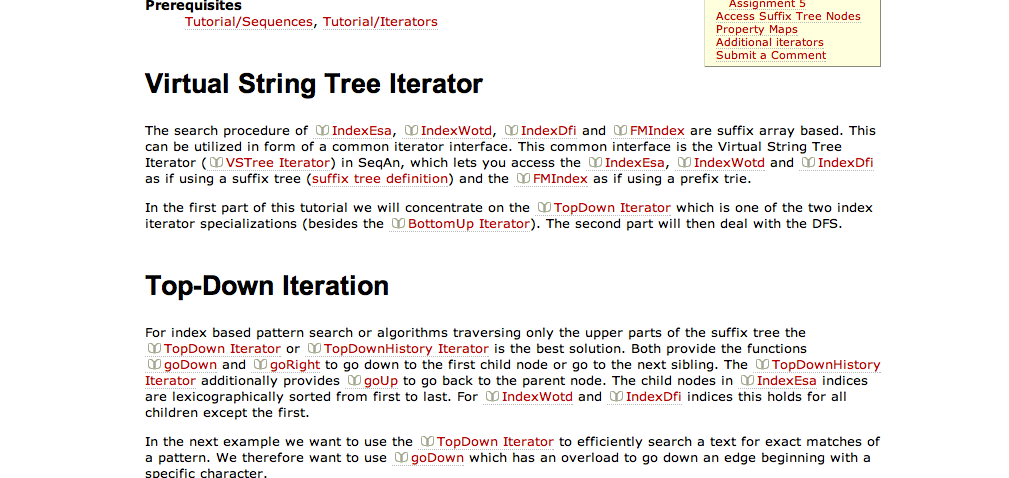 Prerequisites
Tutorial/Sequences, Tutorial/Iterators
Assignment 5
Access Suffix Tree Nodes
Property Maps
Additional iterators
Submit a Comment
Virtual String Tree Iterator
The search procedure of IndexEsa, IndexWotd, IndexDfi and FMIndex are suffix array based. This
can be utilized in form of a common iterator interface. This common interface is the Virtual String Tree
Iterator ( VSTree Iterator) in SeqAn, which lets you access the IndexEsa, IndexWotd and IndexDfi
as if using a suffix tree (suffix tree definition) and the FMIndex as if using a prefix trie.
In the first part of this tutorial we will concentrate on the TopDown Iterator which is one of the two index
iterator specializations (besides the BottomUp Iterator). The second part will then deal with the DFS.
Top-Down Iteration
For index based pattern search or algorithms traversing only the upper parts of the suffix tree the
TopDown Iterator or TopDownHistory Iterator is the best solution. Both provide the functions
goDown and goRight to go down to the first child node or go to the next sibling. The TopDownHistory
Iterator additionally provides goUp to go back to the parent node. The child nodes in IndexEsa indices
are lexicographically sorted from first to last. For IndexWotd and IndexDfi indices this holds for all
children except the first.
In the next example we want to use the TopDown Iterator to efficiently search a text for exact matches of
a pattern. We therefore want to use goDown which has an overload to go down an edge beginning with a
specific character.